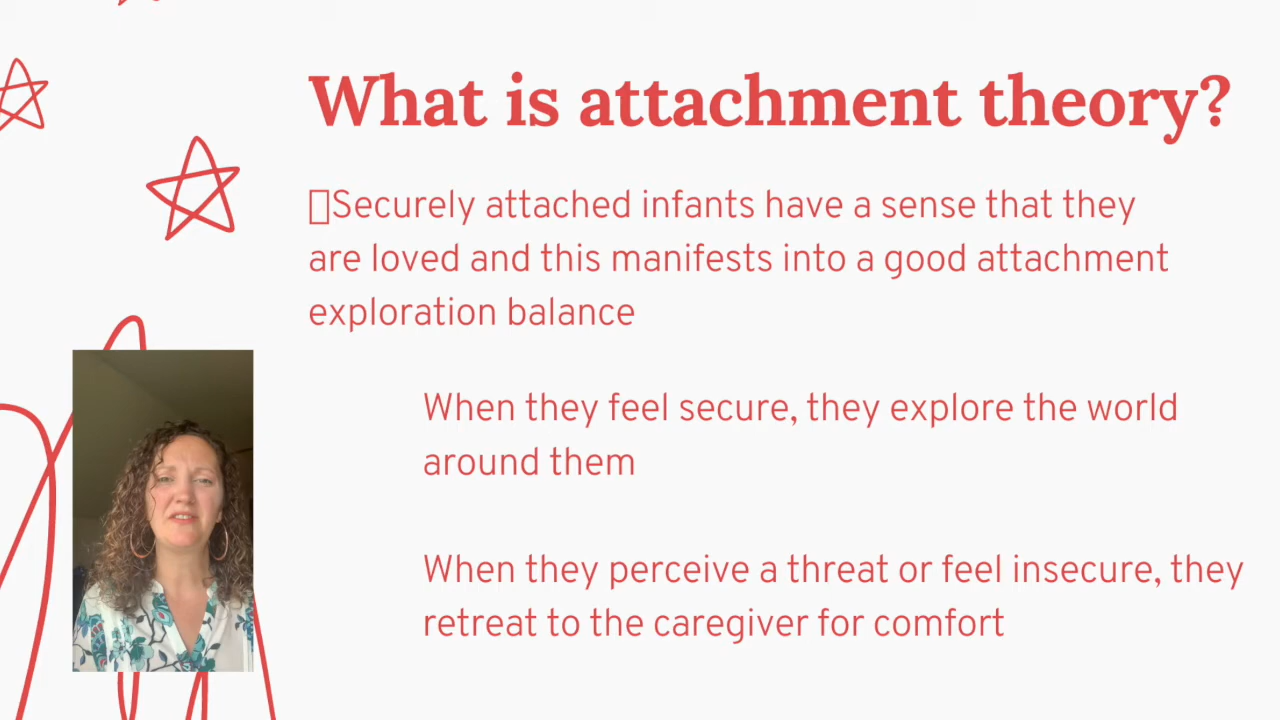 What is attachment theory?
Securely attached infants have a sense that they
are loved and this manifests into a good attachment
exploration balance
When they feel secure, they explore the world
around them
When they perceive a threat or feel insecure, they
retreat to the caregiver for comfort